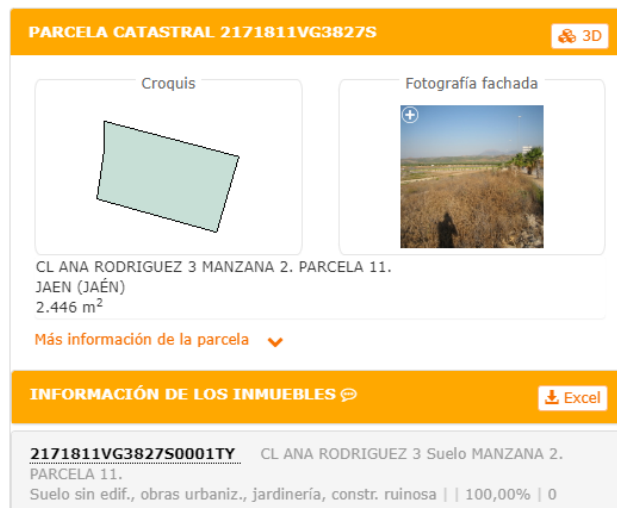 PARCELA CATASTRAL 2171811VG3827S
3D
Croquis
Fotografía fachada
CL ANA RODRIGUEZ 3 MANZANA 2. PARCELA 11.
JAEN (JAÉN)
2.446 m²
Más información de la parcela
INFORMACIÓN DE LOS INMUEBLES
Excel
2171811VG3827S0001TY CL ANA RODRIGUEZ 3 Suelo MANZANA 2.
PARCELA 11.
Suelo sin edif., obras urbaniz., jardinería, constr. ruinosa | | 100,00% | 0